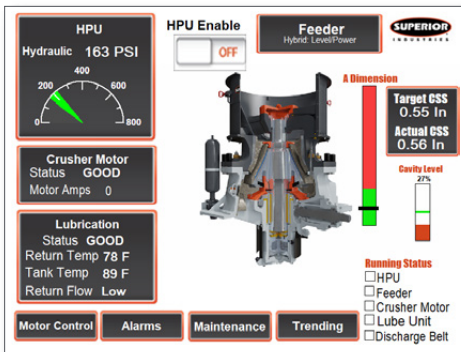 HPU
Hydraulic 163 PSI
400
200
600
0
800
HPU Enable
OFF
Feeder
Hybrid: Level/Power
SUPERIOR
INDUSTRIES
A Dimension
Target CSS
0.55 In
Actual CSS
0.56 In
Crusher Motor
Status GOOD
Motor Amps 0
Cavity Level
27%
Lubrication
Status GOOD
Return Temp 78 F
Tank Temp 89 F
Return Flow Low
Running Status
HPU
Feeder
Crusher Motor
Lube Unit
Discharge Belt
Motor Control
Alarms
Maintenance
Trending